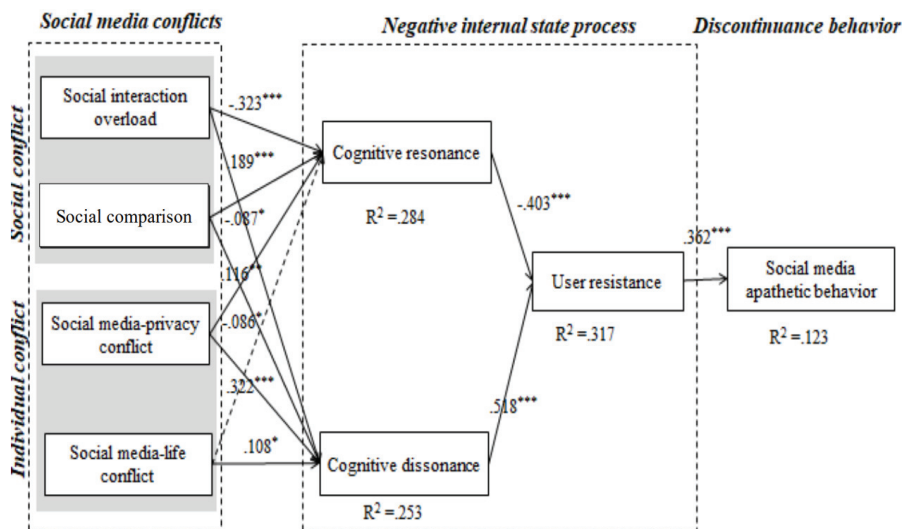 Social media conflicts
Negative internal state process
Discontinuance behavior
Social conflict
Individual conflict
Social interaction
overload
Social comparison
Social media-privacy
conflict
Social media-life
conflict
-.323***
.189***
-.087*
.116**
-.086*
.322***
.108*
Cognitive resonance
R² =.284
Cognitive dissonance
R² =.253
-.403***
.518***
User resistance
R² =.317
.362***
Social media
apathetic behavior
R² =.123